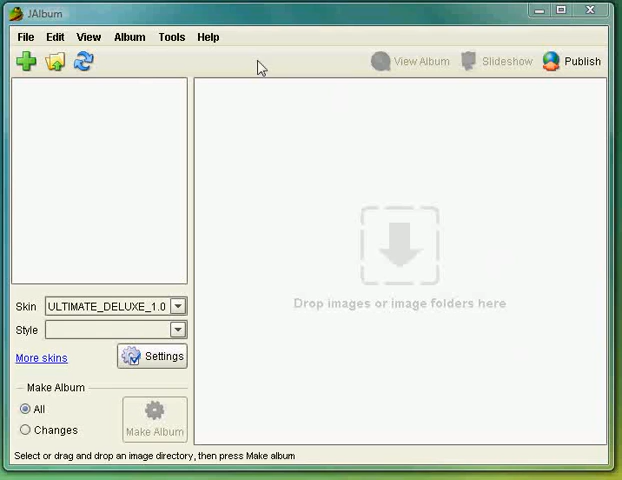 JAlbum
File Edit View Album Tools Help
View Album Slideshow Publish
Drop images or image folders here
Skin ULTIMATE_DELUXE_1.0
Style
More skins Settings
Make Album
All
Changes
Make Album
Select or drag and drop an image directory, then press Make album